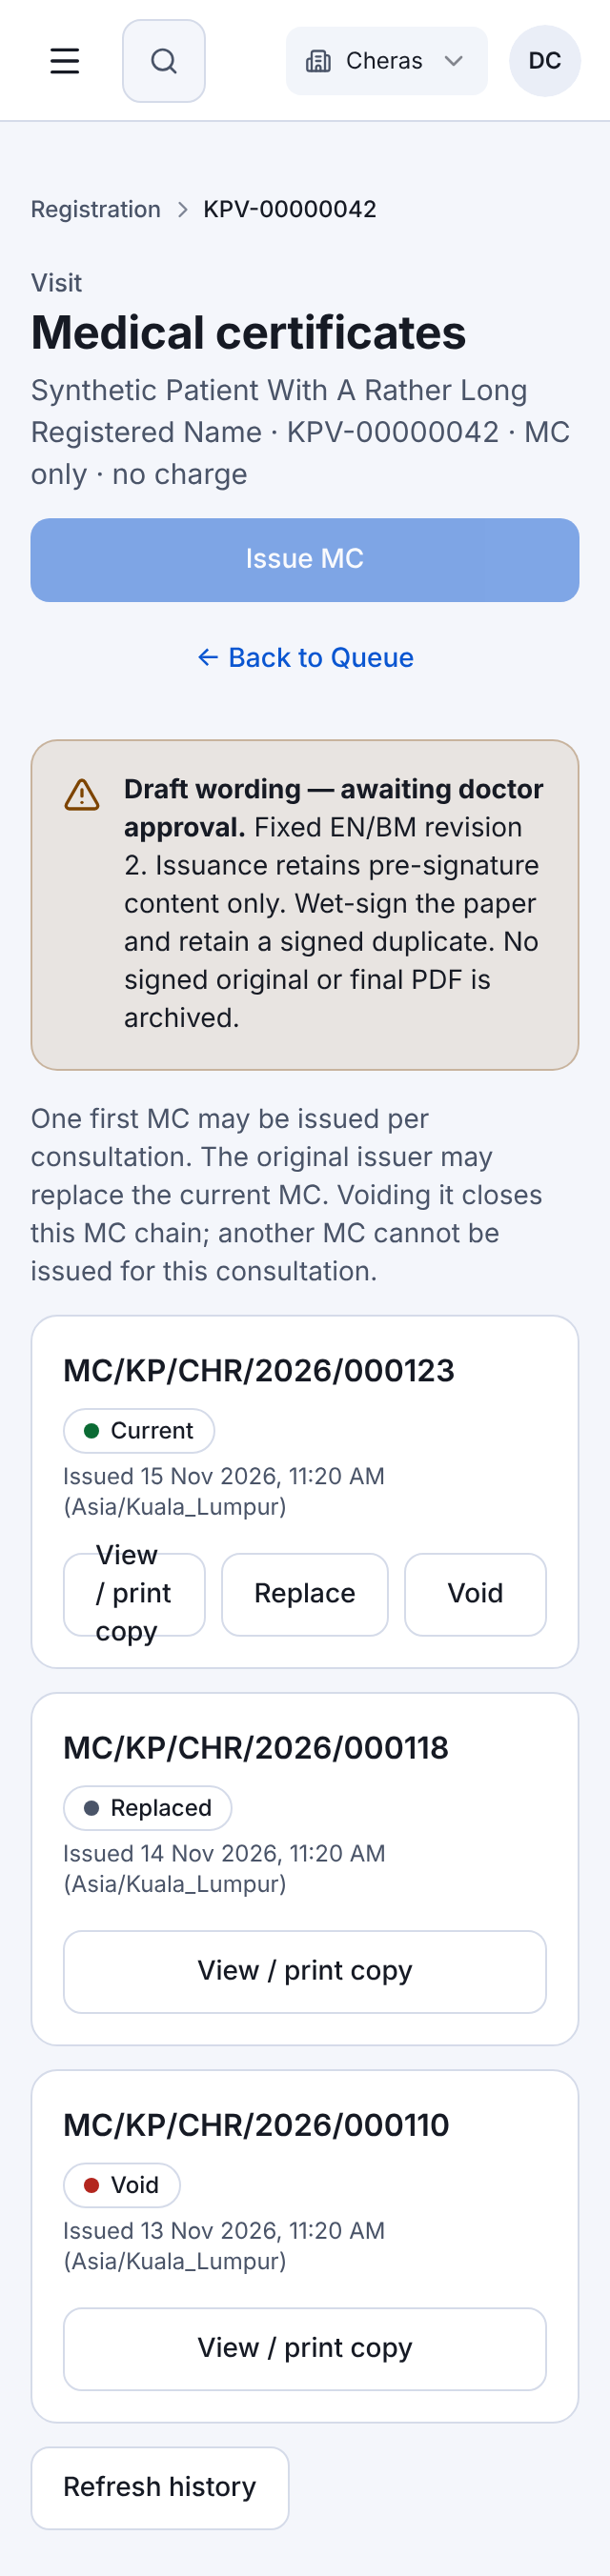 Cheras
DC
Registration > KPV-00000042
Visit
Medical certificates
Synthetic Patient With A Rather Long
Registered Name · KPV-00000042 · MC
only · no charge
Issue MC
← Back to Queue
Draft wording — awaiting doctor
approval. Fixed EN/BM revision
2. Issuance retains pre-signature
content only. Wet-sign the paper
and retain a signed duplicate. No
signed original or final PDF is
archived.
One first MC may be issued per
consultation. The original issuer may
replace the current MC. Voiding it closes
this MC chain; another MC cannot be
issued for this consultation.
MC/KP/CHR/2026/000123
Current
Issued 15 Nov 2026, 11:20 AM
(Asia/Kuala_Lumpur)
View
/ print
copy
Replace
Void
MC/KP/CHR/2026/000118
Replaced
Issued 14 Nov 2026, 11:20 AM
(Asia/Kuala_Lumpur)
View / print copy
MC/KP/CHR/2026/000110
Void
Issued 13 Nov 2026, 11:20 AM
(Asia/Kuala_Lumpur)
View / print copy
Refresh history